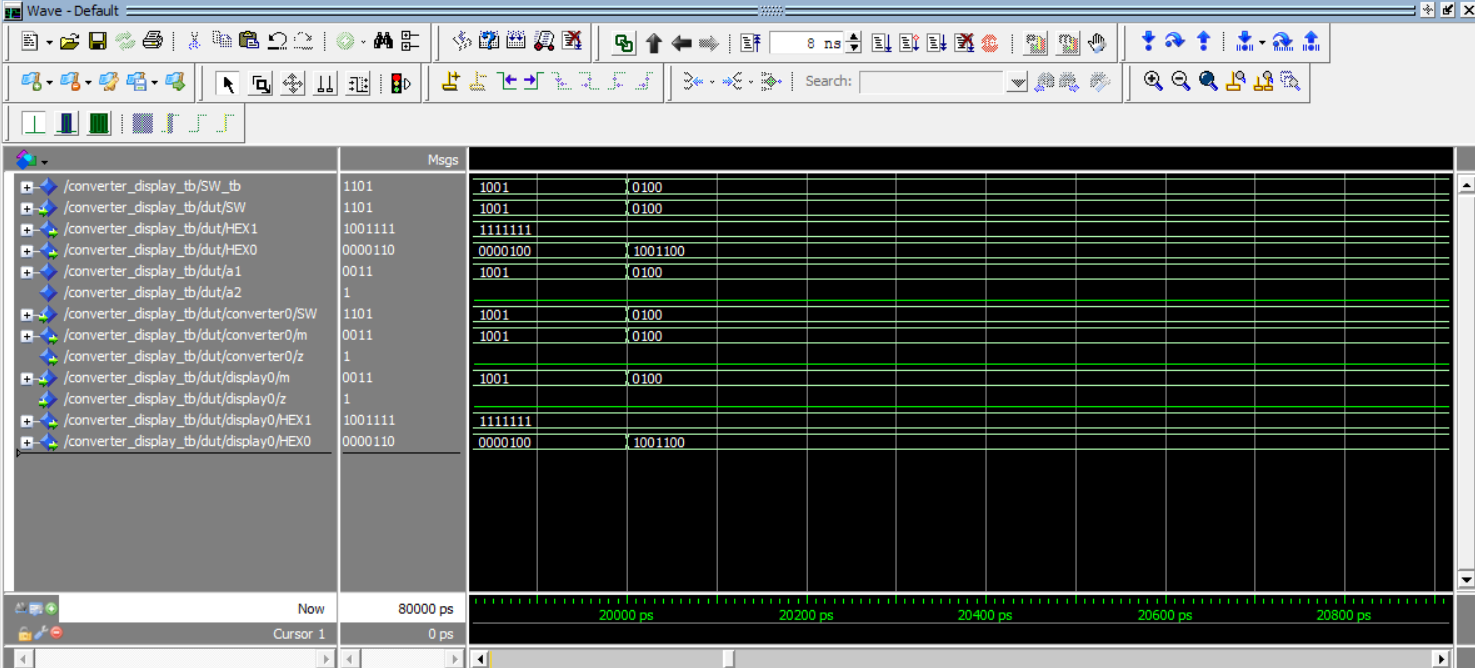 Wave - Default
8 ns
Search:
Msgs
/converter_display_tb/SW_tb 1101 1001 0100
/converter_display_tb/dut/SW 1101 1001 0100
/converter_display_tb/dut/HEX1 1001111 1111111
/converter_display_tb/dut/HEX0 0000110 0000100 1001100
/converter_display_tb/dut/a1 0011 1001 0100
/converter_display_tb/dut/a2 1
/converter_display_tb/dut/converter0/SW 1101 1001 0100
/converter_display_tb/dut/converter0/m 0011 1001 0100
/converter_display_tb/dut/converter0/z 1
/converter_display_tb/dut/display0/m 0011 1001 0100
/converter_display_tb/dut/display0/z 1
/converter_display_tb/dut/display0/HEX1 1001111 1111111
/converter_display_tb/dut/display0/HEX0 0000110 0000100 1001100
Now 80000 ps
20000 ps 20200 ps 20400 ps 20600 ps 20800 ps
Cursor 1 0 ps